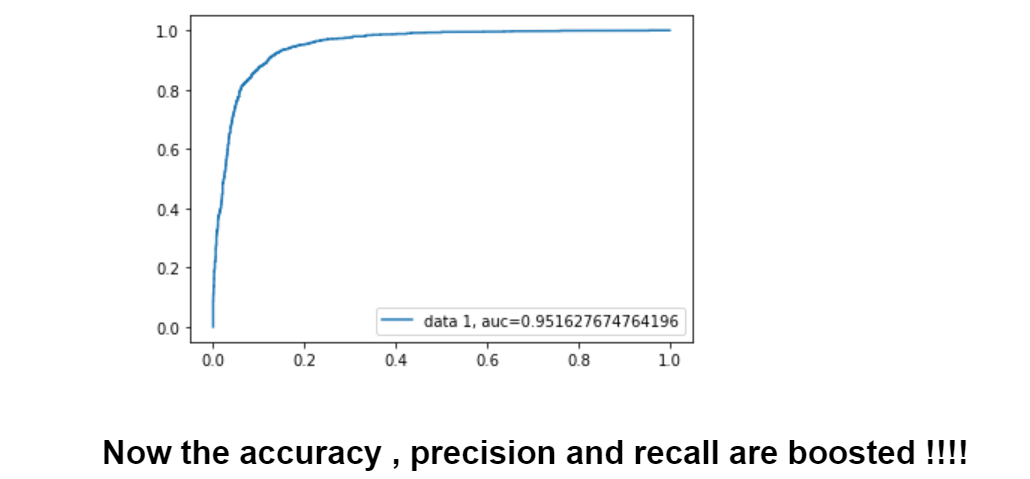 1.0
0.8
0.6
0.4
0.2
0.0
data 1, auc=0.951627674764196
0.0 0.2 0.4 0.6 0.8 1.0
Now the accuracy , precision and recall are boosted !!!!